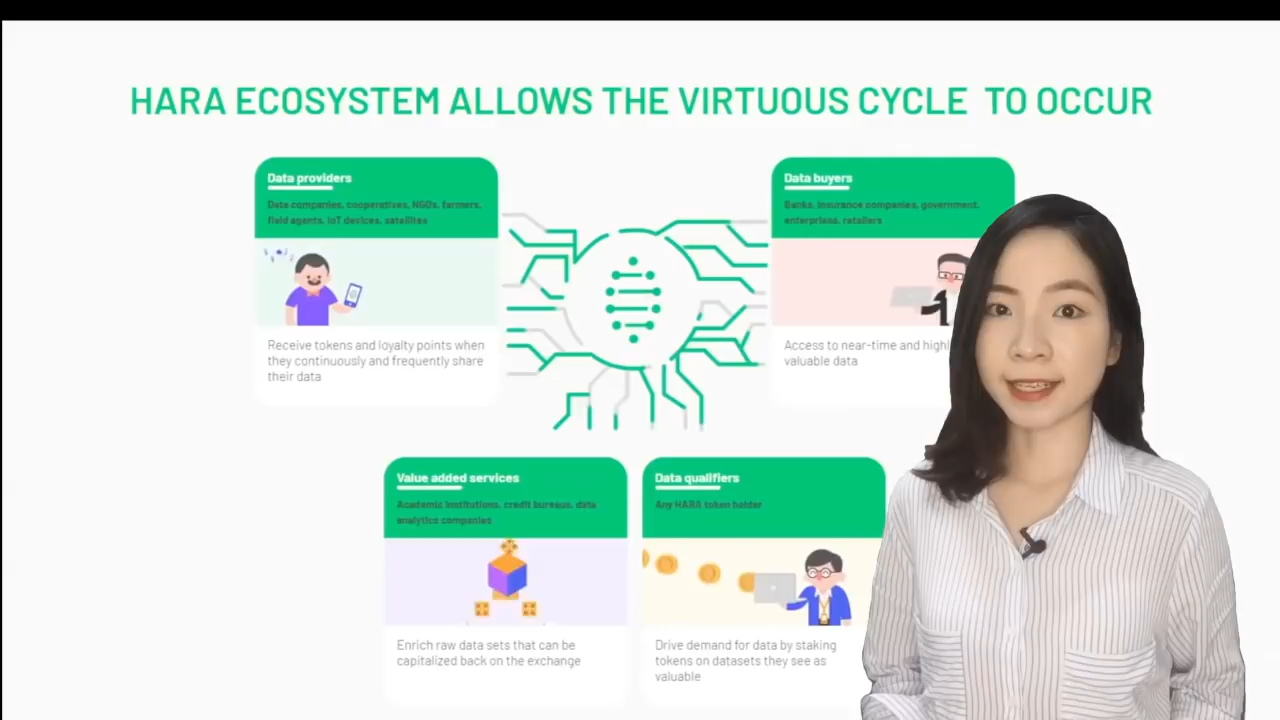 HARA ECOSYSTEM ALLOWS THE VIRTUOUS CYCLE TO OCCUR
Data providers
Data companies, cooperatives, NGOs, farmers,
field agents, IoT devices, satellites
Receive tokens and loyalty points when
they continuously and frequently share
their data
Data buyers
Banks, insurance companies, government,
enterprises, retailers
Access to near-time and
valuable data
Value added services
Academic institutions, credit bureaus, data
analytics companies
Enrich raw data sets that can be
capitalized back on the exchange
Data qualifiers
Any HARA token holder
Drive demand for data by staking
tokens on datasets they see as
valuable